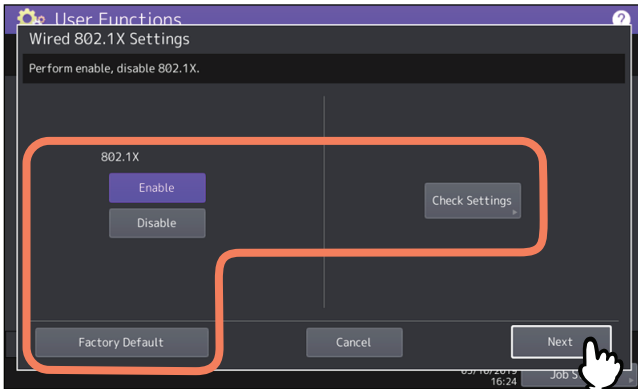 User Functions
?
Wired 802.1X Settings
Perform enable, disable 802.1X.
802.1X
Enable
Disable
Check Settings
Factory Default
Cancel
Next
16:24
Job S